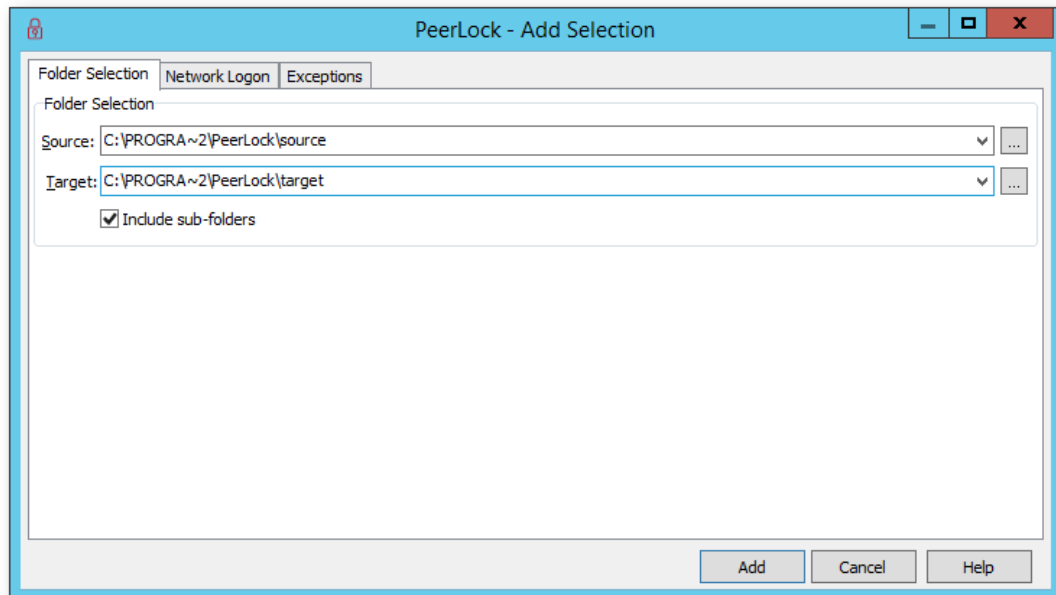 PeerLock - Add Selection
Folder Selection Network Logon Exceptions
Folder Selection
Source: C:\PROGRA~2\PeerLock\source ...
Target: C:\PROGRA~2\PeerLock\target ...
Include sub-folders
Add Cancel Help